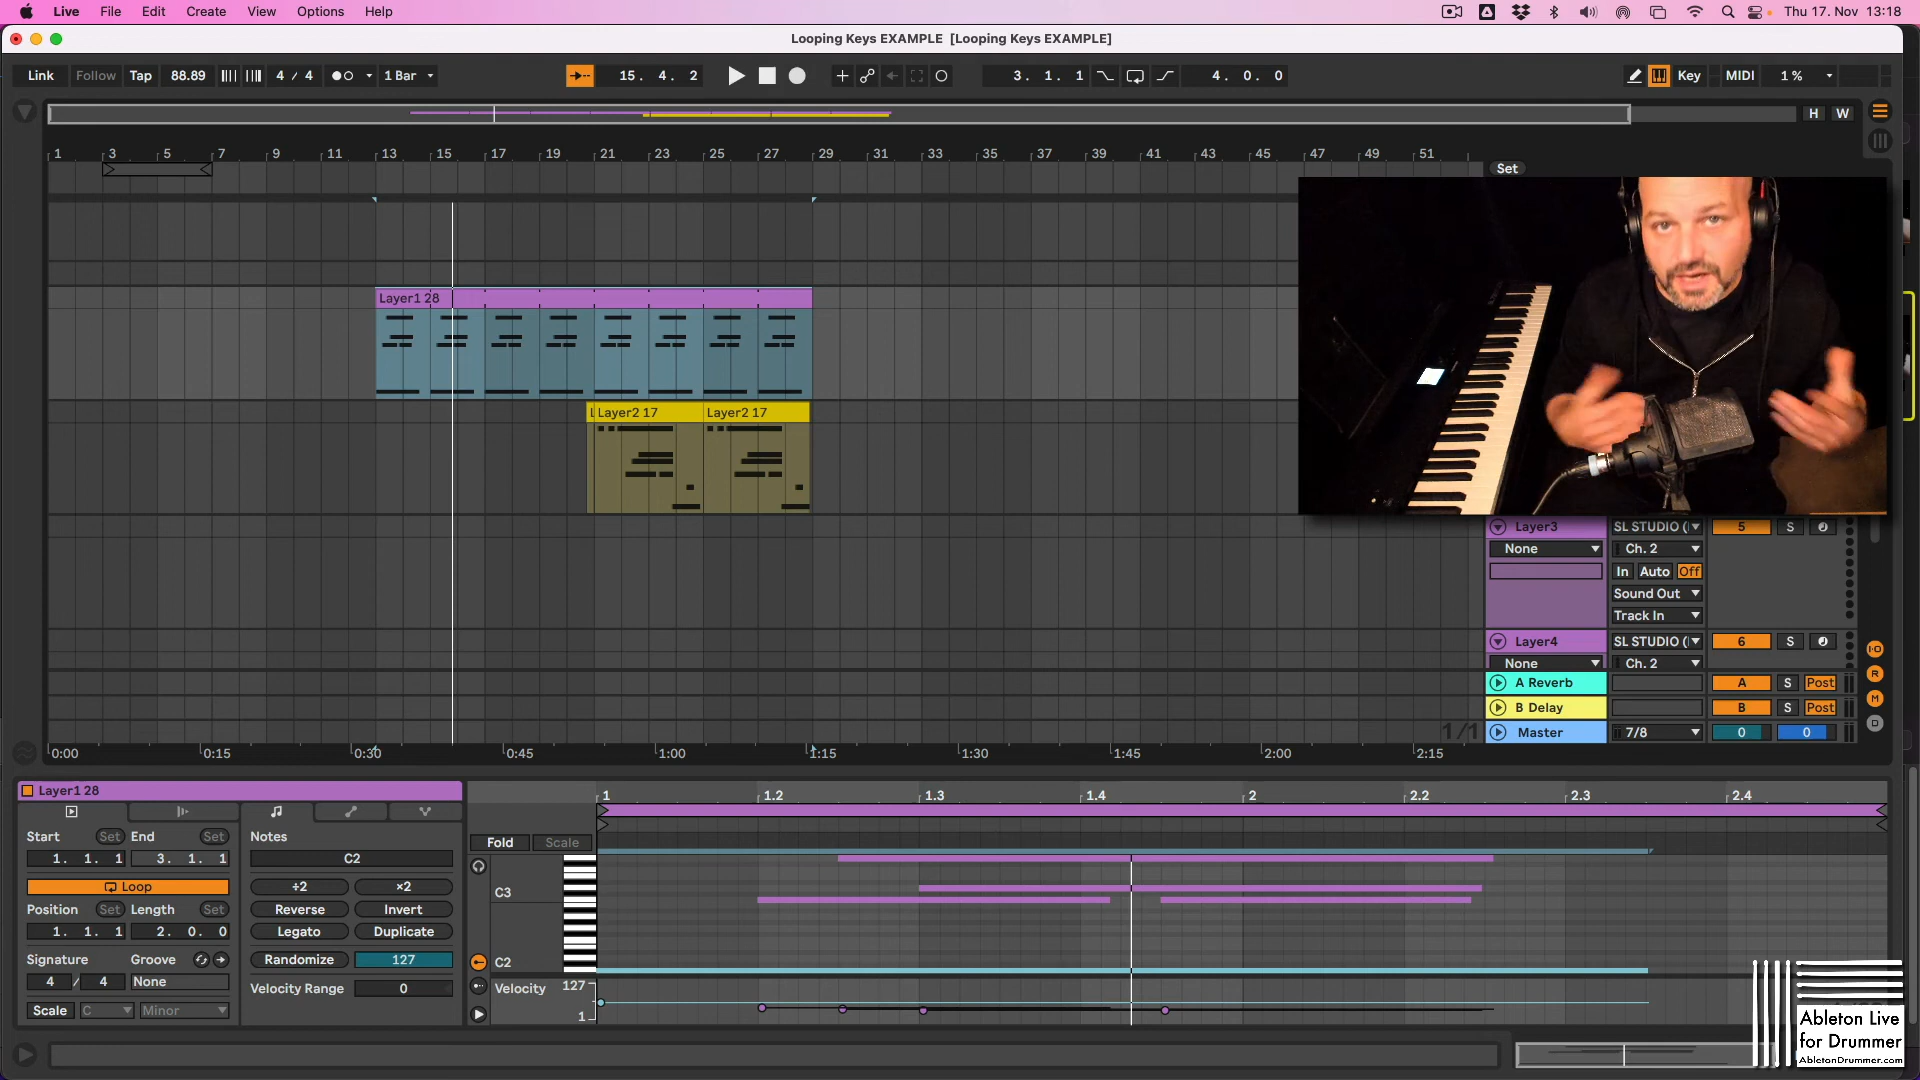 Live File Edit Create View Options Help Thu 17. Nov 13:18
Looping Keys EXAMPLE [Looping Keys EXAMPLE]
Link Follow Tap 88.89 4 / 4 1 Bar 15. 4. 2 3. 1. 1 4. 0. 0 Key MIDI 1 %
H W
1 3 5 7 9 11 13 15 17 19 21 23 25 27 29 31 33 35 37 39 41 43 45 47 49 51
Set
Layer1 28
L Layer2 17 Layer2 17
Layer3 SL STUDIO ( 5 S
None Ch. 2
In Auto Off
Sound Out
Track In
Layer4 SL STUDIO ( 6 S
None Ch. 2
A Reverb A S Post
B Delay B S Post
1/1 Master 7/8 0 0
0:00 0:15 0:30 0:45 1:00 1:15 1:30 1:45 2:00 2:15
Layer1 28
1 1.2 1.3 1.4 2 2.2 2.3 2.4
Start Set End Set Notes
Fold Scale
1. 1. 1 3. 1. 1 C2
Loop ÷2 ×2
C3
Position Set Length Set Reverse Invert
1. 1. 1 2. 0. 0 Legato Duplicate
Signature Groove Randomize 127
C2
4 / 4 None Velocity Range 0
Velocity 127
1
Scale C Minor
Ableton Live
for Drummer
AbletonDrummer.com